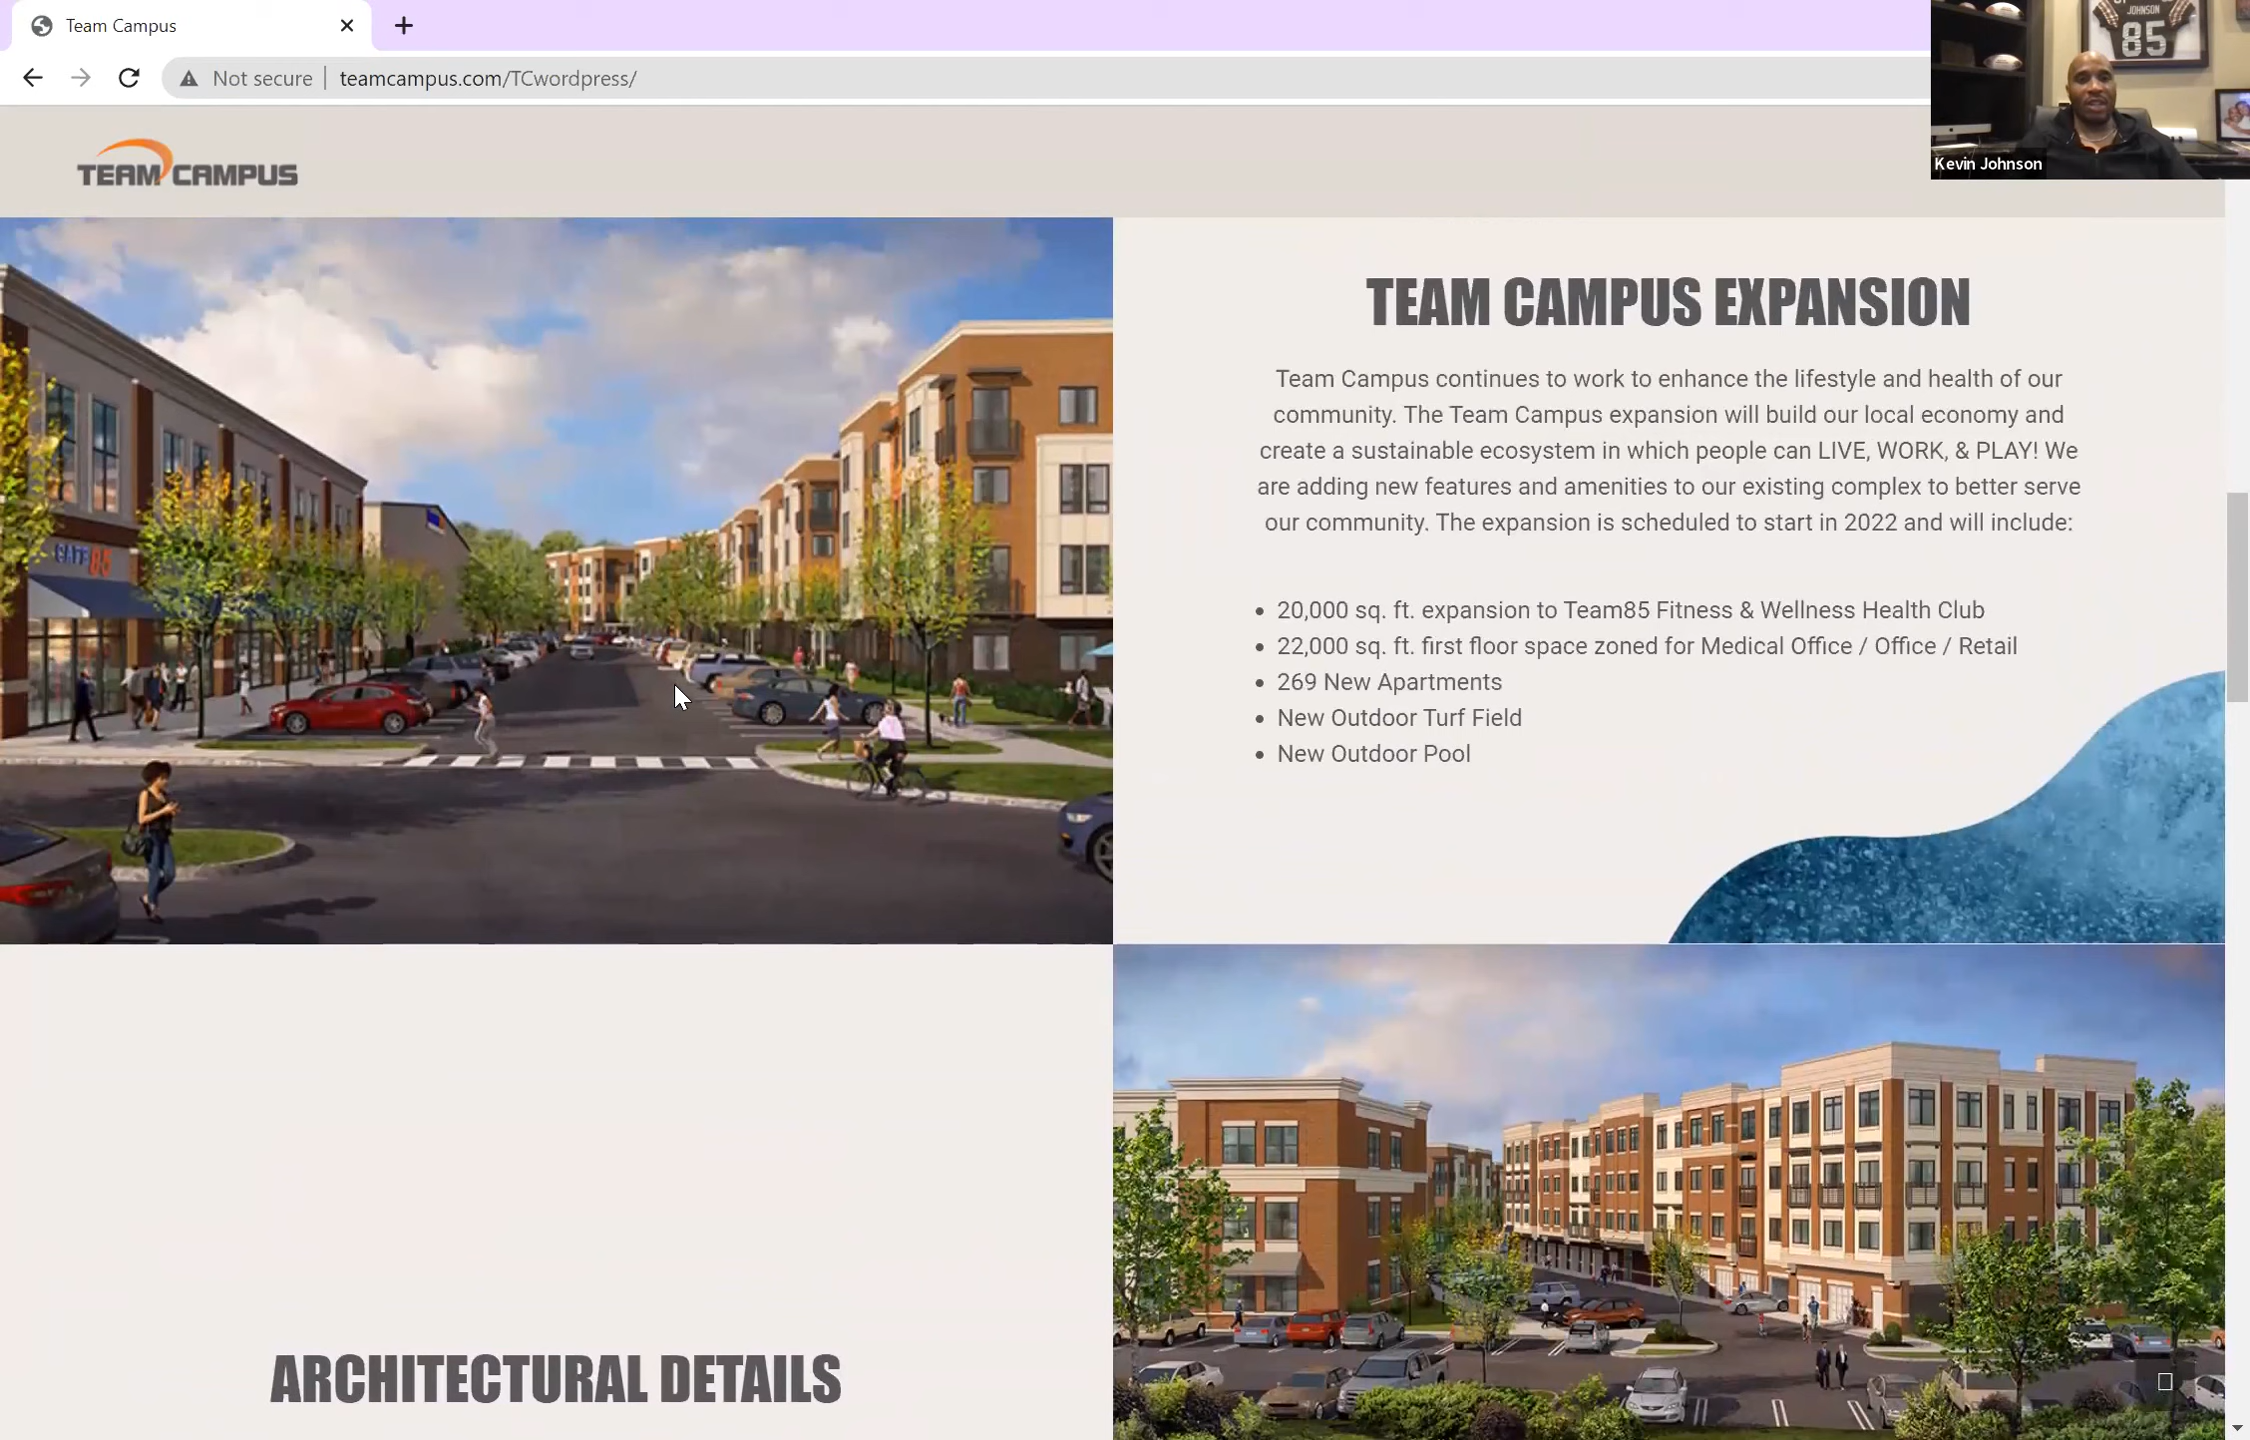 Team Campus
Not secure
teamcampus.com/TCwordpress/
JOHNSON
85
Kevin Johnson
TEAM CAMPUS
TEAM CAMPUS EXPANSION
Team Campus continues to work to enhance the lifestyle and health of our
community. The Team Campus expansion will build our local economy and
create a sustainable ecosystem in which people can LIVE, WORK, & PLAY! We
are adding new features and amenities to our existing complex to better serve
our community. The expansion is scheduled to start in 2022 and will include:
• 20,000 sq. ft. expansion to Team85 Fitness & Wellness Health Club
• 22,000 sq. ft. first floor space zoned for Medical Office / Office / Retail
• 269 New Apartments
• New Outdoor Turf Field
• New Outdoor Pool
85
ARCHITECTURAL DETAILS